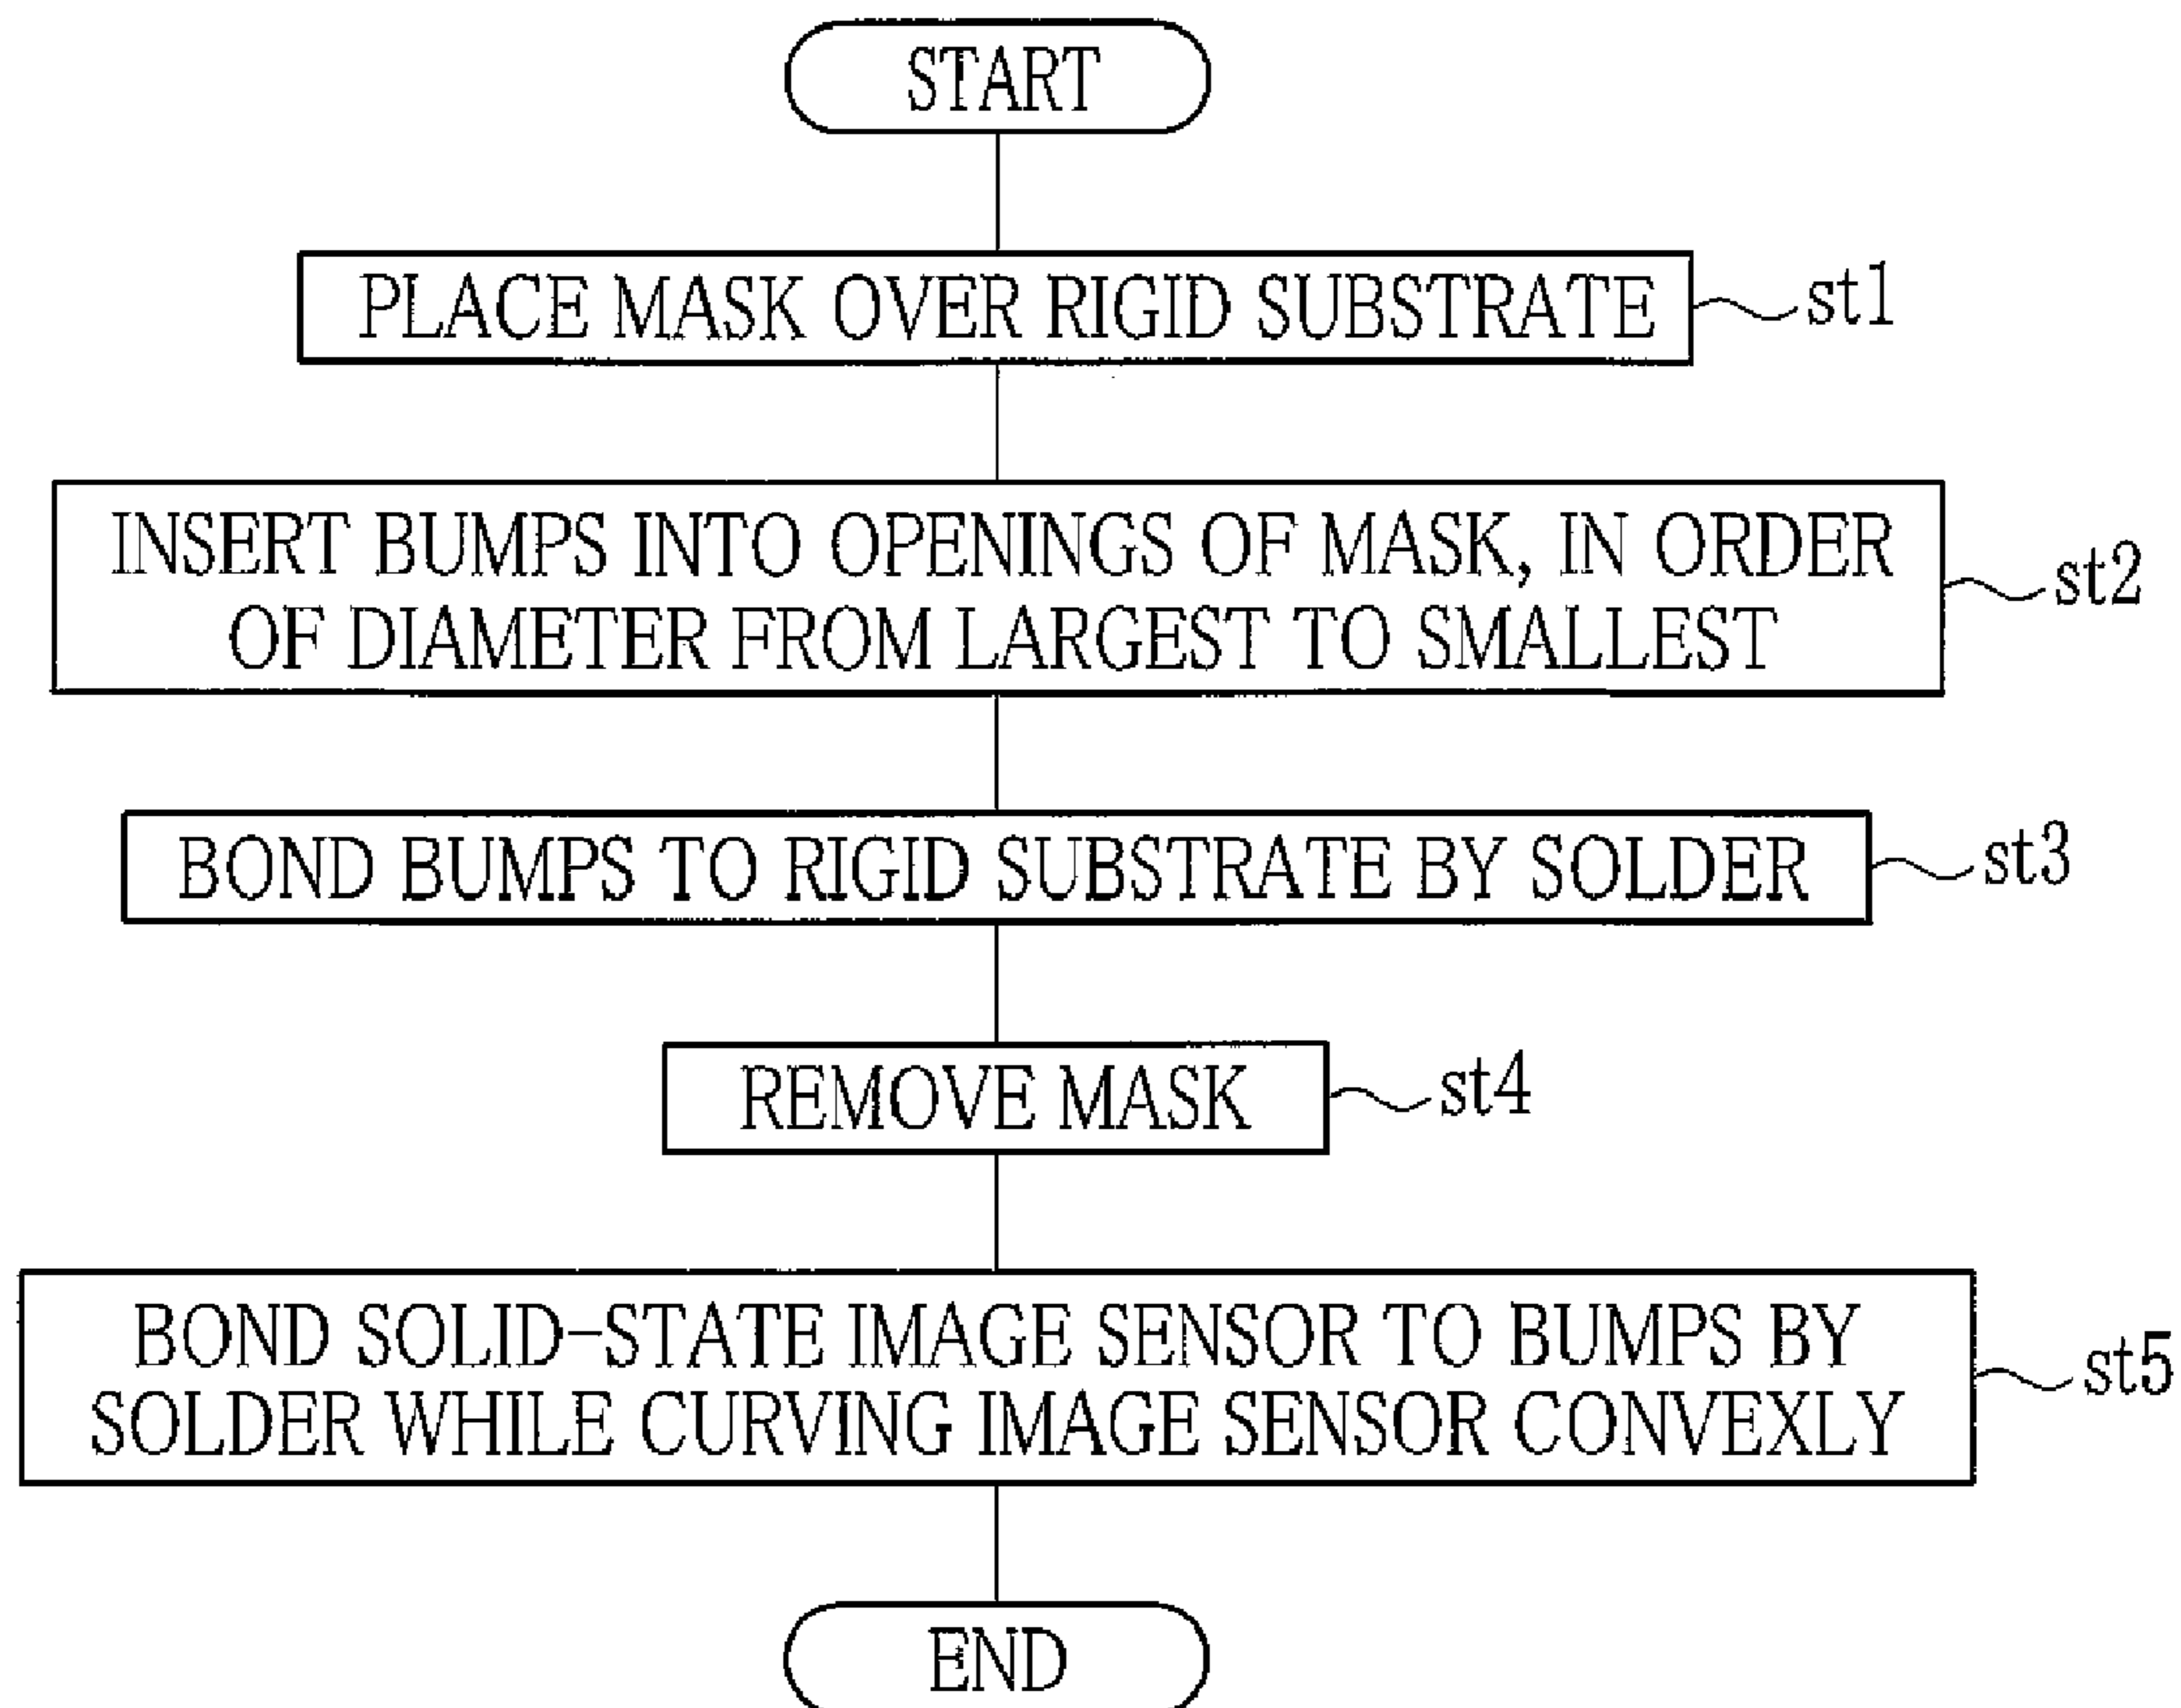 START
PLACE MASK OVER RIGID SUBSTRATE
st1
INSERT BUMPS INTO OPENINGS OF MASK, IN ORDER
OF DIAMETER FROM LARGEST TO SMALLEST
st2
BOND BUMPS TO RIGID SUBSTRATE BY SOLDER
st3
REMOVE MASK
st4
BOND SOLID-STATE IMAGE SENSOR TO BUMPS BY
SOLDER WHILE CURVING IMAGE SENSOR CONVEXLY
st5
END